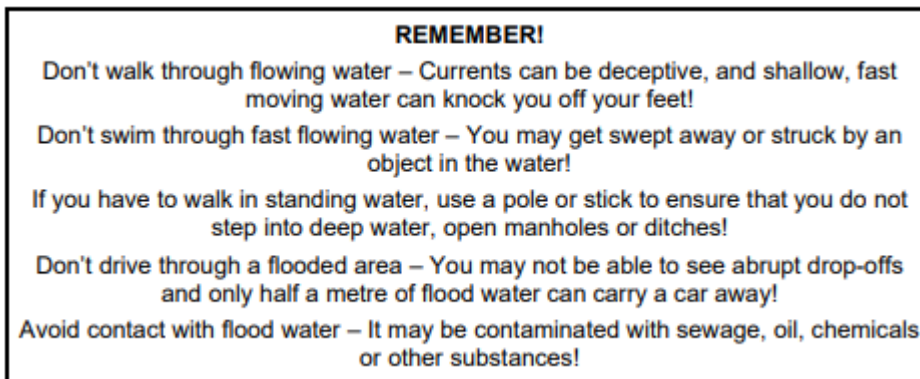 REMEMBER!
Don’t walk through flowing water – Currents can be deceptive, and shallow, fast
moving water can knock you off your feet!
Don’t swim through fast flowing water – You may get swept away or struck by an
object in the water!
If you have to walk in standing water, use a pole or stick to ensure that you do not
step into deep water, open manholes or ditches!
Don’t drive through a flooded area – You may not be able to see abrupt drop-offs
and only half a metre of flood water can carry a car away!
Avoid contact with flood water – It may be contaminated with sewage, oil, chemicals
or other substances!